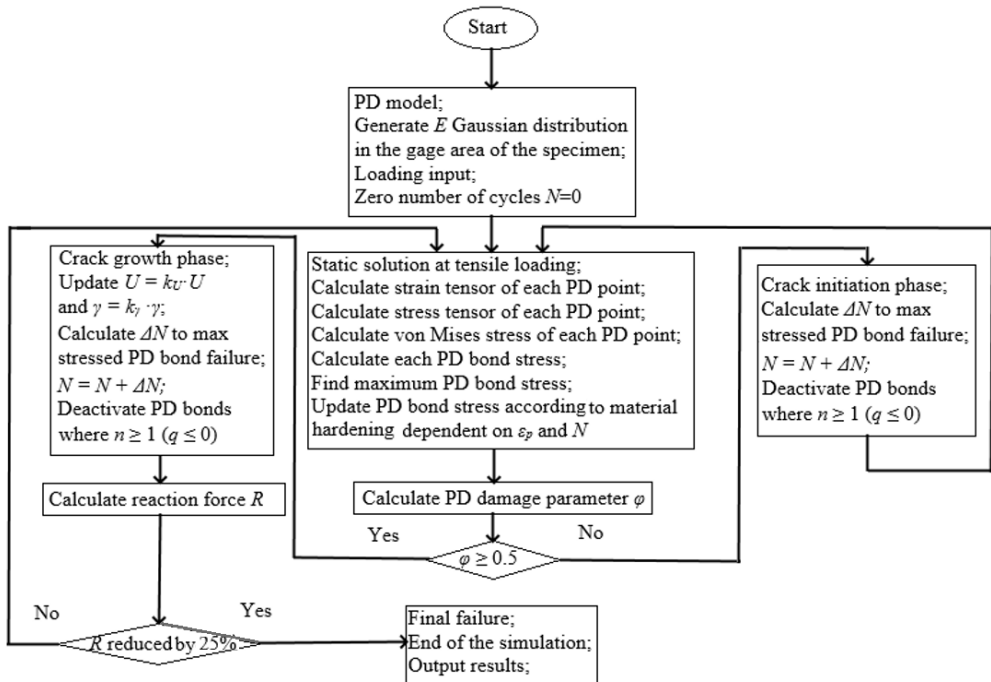 Start
PD model;
Generate E Gaussian distribution
in the gage area of the specimen;
Loading input;
Zero number of cycles N=0
Crack growth phase;
Update U = k_U· U
and γ = k_γ ·γ;
Calculate ΔN to max
stressed PD bond failure;
N = N + ΔN;
Deactivate PD bonds
where n ≥ 1 (q ≤ 0)
Static solution at tensile loading;
Calculate strain tensor of each PD point;
Calculate stress tensor of each PD point;
Calculate von Mises stress of each PD point;
Calculate each PD bond stress;
Find maximum PD bond stress;
Update PD bond stress according to material
hardening dependent on ε_p and N
Crack initiation phase;
Calculate ΔN to max
stressed PD bond failure;
N = N + ΔN;
Deactivate PD bonds
where n ≥ 1 (q ≤ 0)
Calculate reaction force R
Calculate PD damage parameter φ
Yes
No
φ ≥ 0.5
No
Yes
R reduced by 25%
Final failure;
End of the simulation;
Output results;